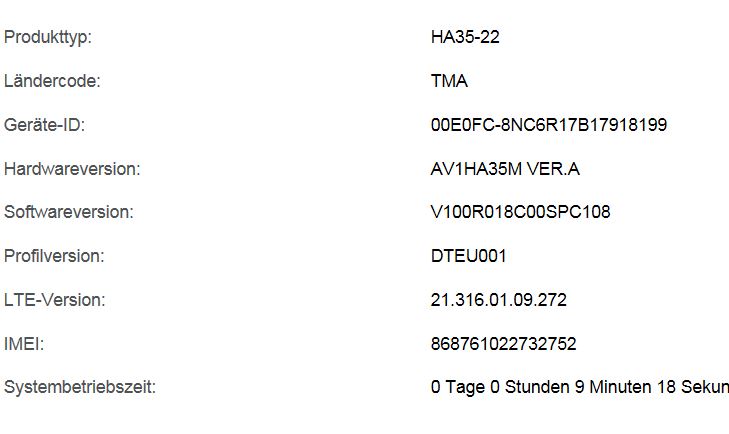 Produkttyp: HA35-22
Ländercode: TMA
Geräte-ID: 00E0FC-8NC6R17B17918199
Hardwareversion: AV1HA35M VER.A
Softwareversion: V100R018C00SPC108
Profilversion: DTEU001
LTE-Version: 21.316.01.09.272
IMEI: 868761022732752
Systembetriebszeit: 0 Tage 0 Stunden 9 Minuten 18 Sekun